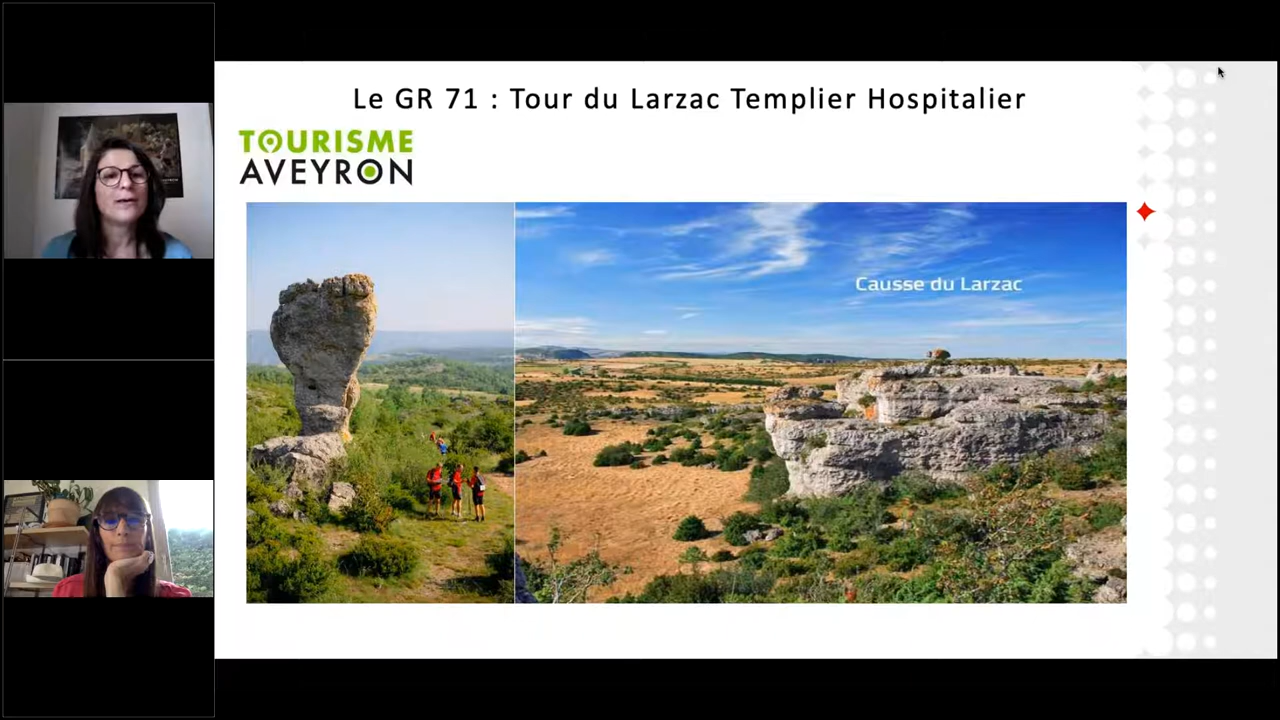 Le GR 71 : Tour du Larzac Templier Hospitalier
TOURISME
AVEYRON
Causse du Larzac